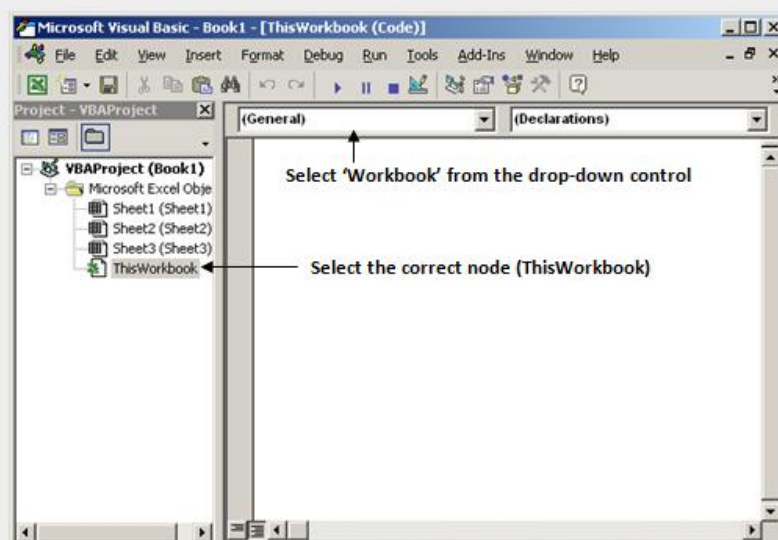 Microsoft Visual Basic - Book1 - [ThisWorkbook (Code)]
File Edit View Insert Format Debug Run Tools Add-Ins Window Help
Project - VBAProject
(General) (Declarations)
VBAProject (Book1)
Microsoft Excel Obje
Sheet1 (Sheet1)
Sheet2 (Sheet2)
Sheet3 (Sheet3)
ThisWorkbook
Select ‘Workbook’ from the drop-down control
Select the correct node (ThisWorkbook)